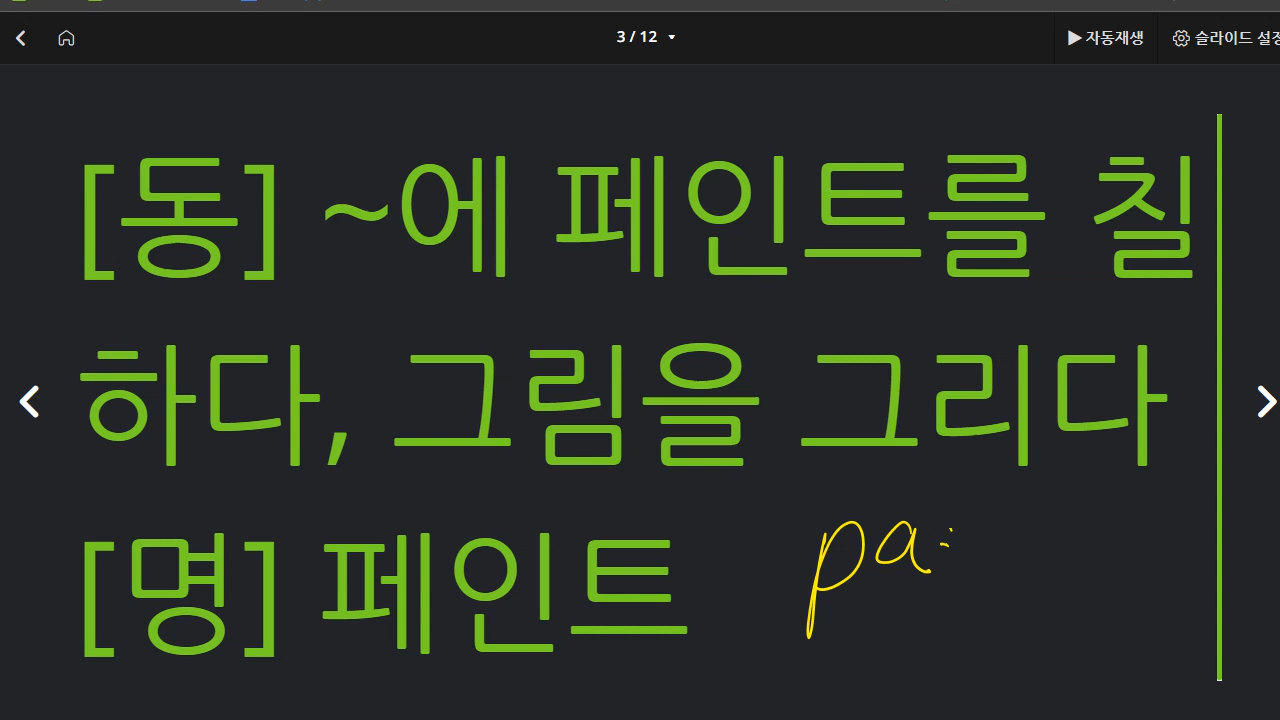 3 / 12
자동재생
슬라이드 설정
[동] ~에 페인트를 칠
하다, 그림을 그리다
[명] 페인트
pa